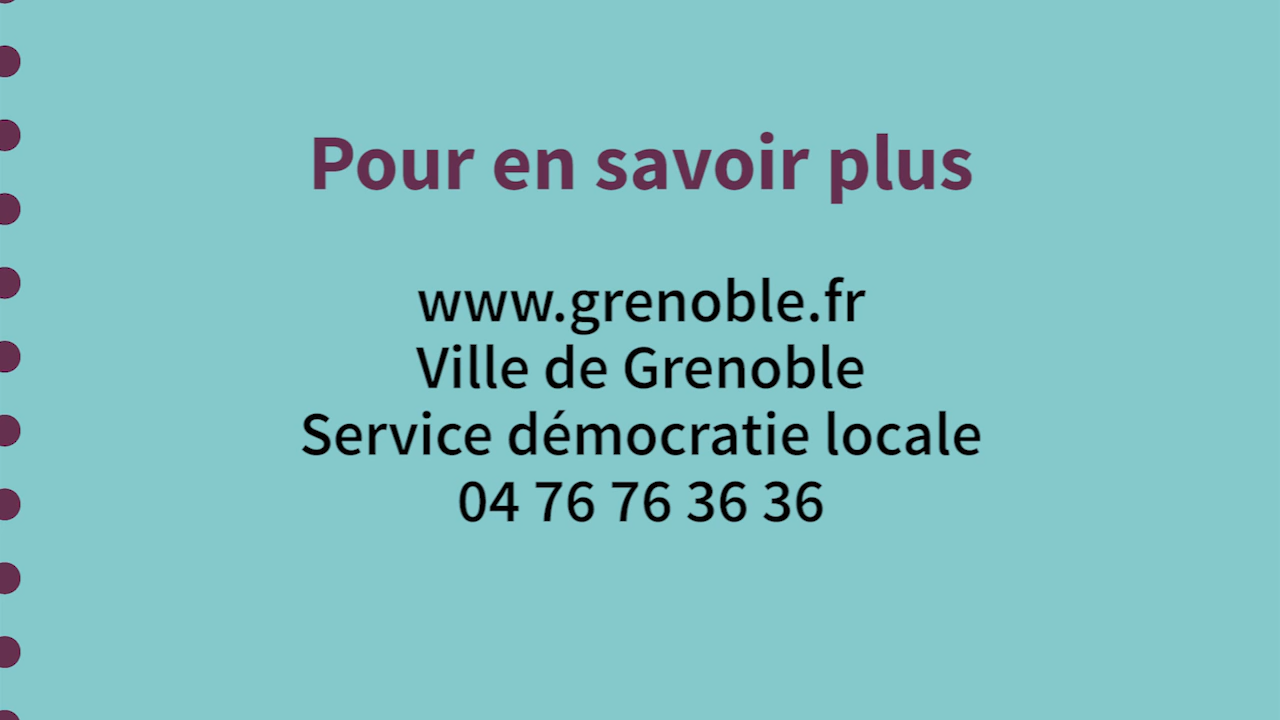 Pour en savoir plus
www.grenoble.fr
Ville de Grenoble
Service démocratie locale
04 76 76 36 36